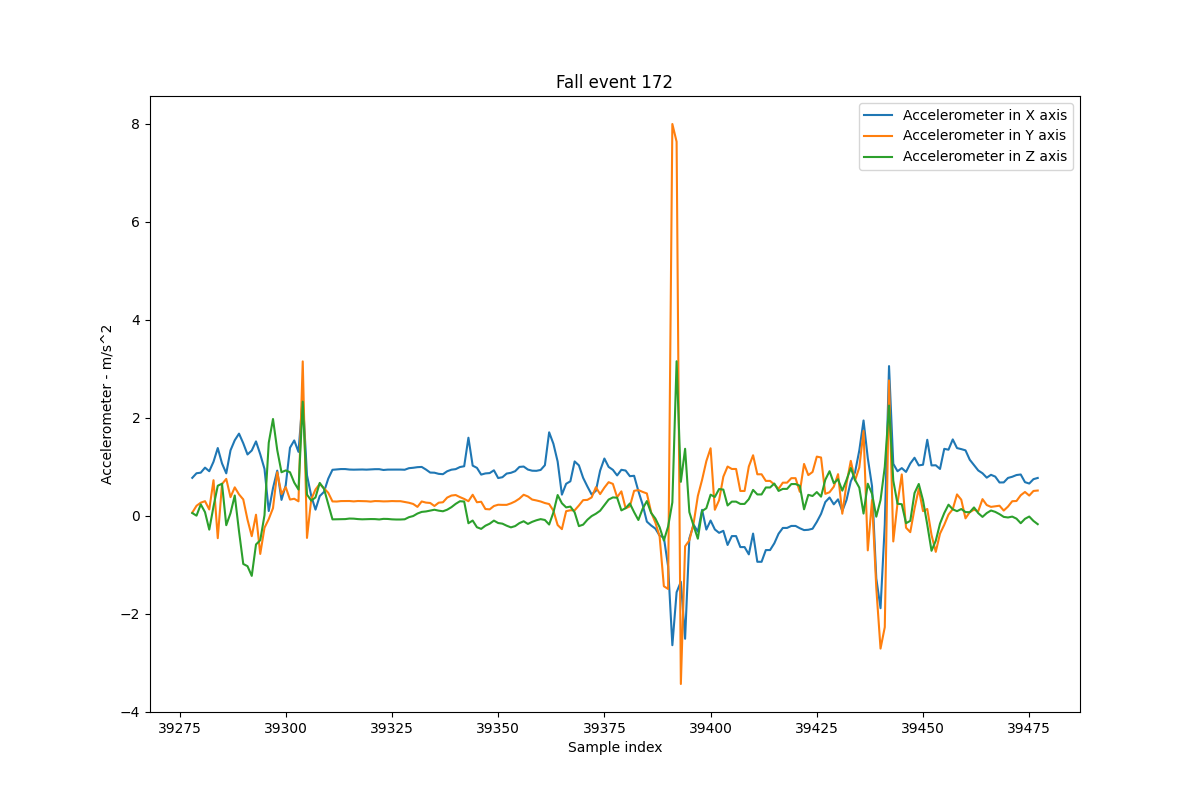 Fall event 172
Accelerometer in X axis
Accelerometer in Y axis
Accelerometer in Z axis
8
6
4
2
0
−2
−4
Accelerometer - m/s^2
39275 39300 39325 39350 39375 39400 39425 39450 39475
Sample index